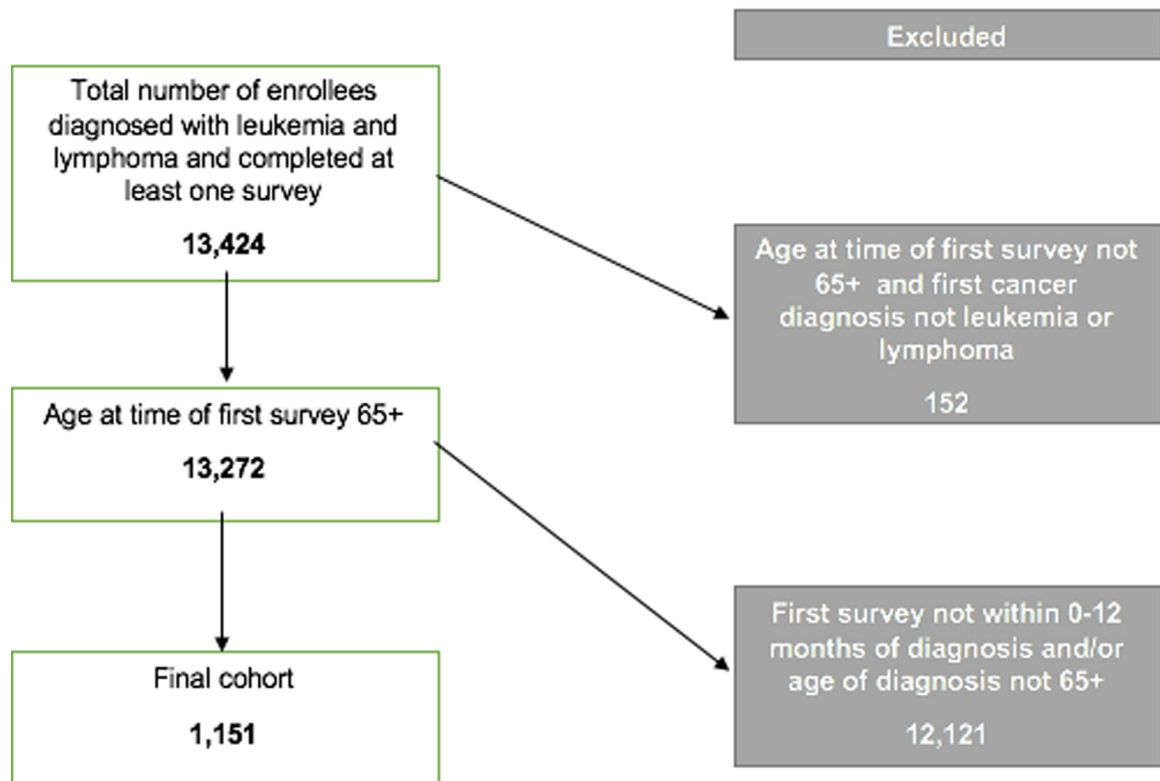 Excluded
Total number of enrollees
diagnosed with leukemia and
lymphoma and completed at
least one survey
13,424
Age at time of first survey not
65+ and first cancer
diagnosis not leukemia or
lymphoma
152
Age at time of first survey 65+
13,272
First survey not within 0-12
months of diagnosis and/or
age of diagnosis not 65+
12,121
Final cohort
1,151